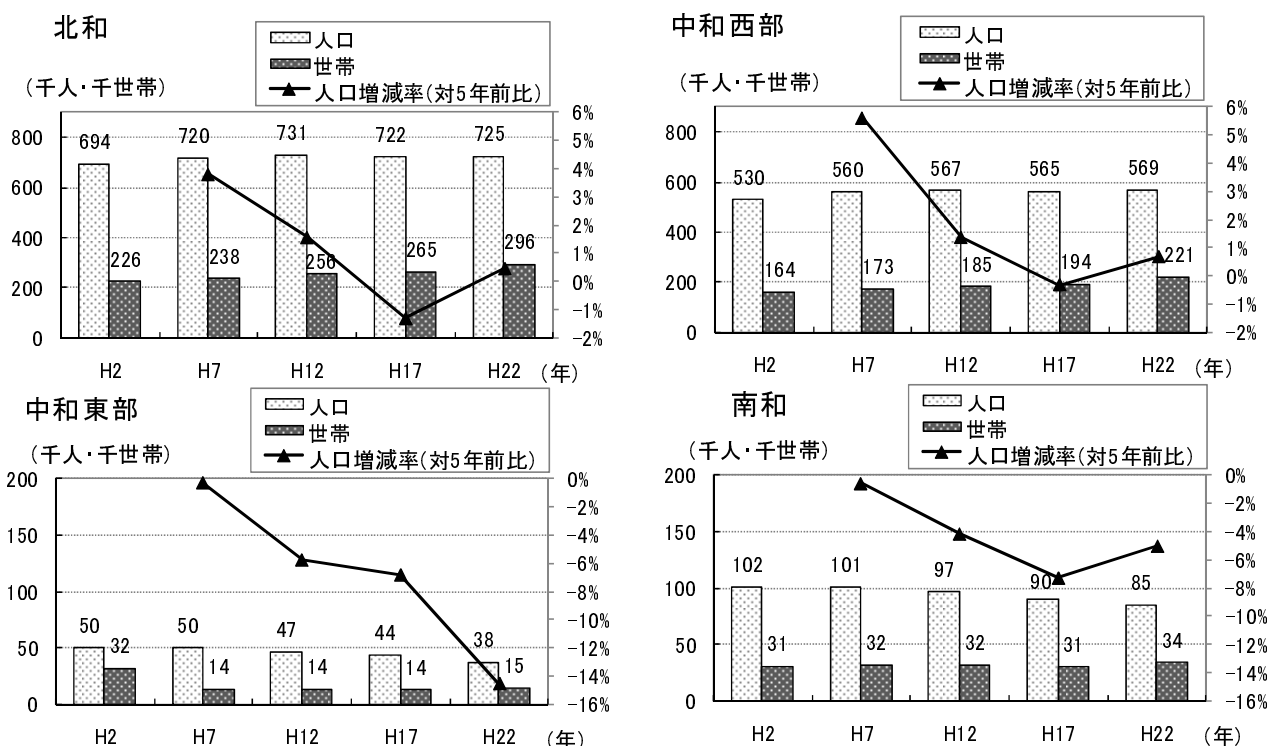 北和
人口
世帯
人口増減率(対5年前比)
(千人・千世帯)
800
600
400
200
0
6%
5%
4%
3%
2%
1%
0%
-1%
-2%
694 720 731 722 725
226 238 256 265 296
H2 H7 H12 H17 H22 (年)
中和西部
人口
世帯
人口増減率(対5年前比)
(千人・千世帯)
800
600
400
200
0
6%
5%
4%
3%
2%
1%
0%
-1%
-2%
530 560 567 565 569
164 173 185 194 221
H2 H7 H12 H17 H22 (年)
中和東部
人口
世帯
人口増減率(対5年前比)
(千人・千世帯)
200
150
100
50
0
0%
-2%
-4%
-6%
-8%
-10%
-12%
-14%
-16%
50 50 47 44 38
32 14 14 14 15
H2 H7 H12 H17 H22 (年)
南和
人口
世帯
人口増減率(対5年前比)
(千人・千世帯)
200
150
100
50
0
0%
-2%
-4%
-6%
-8%
-10%
-12%
-14%
-16%
102 101 97 90 85
31 32 32 31 34
H2 H7 H12 H17 H22 (年)